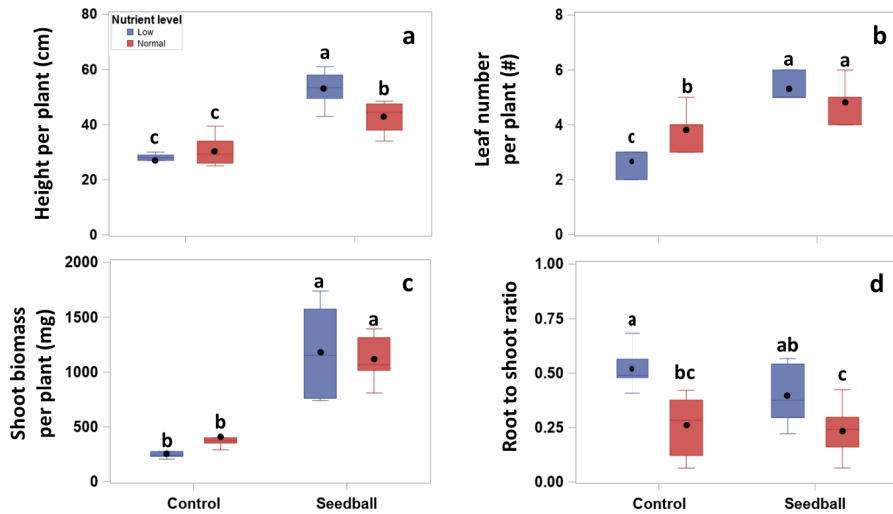 Nutrient level
Low
Normal
a
Height per plant (cm)
80
60
40
20
0
c
c
a
b
b
Leaf number
per plant (#)
8
6
4
2
0
c
b
a
a
c
Shoot biomass
per plant (mg)
2000
1500
1000
500
0
b
b
a
a
Control
Seedball
d
Root to shoot ratio
1.00
0.75
0.50
0.25
0.00
a
bc
ab
c
Control
Seedball